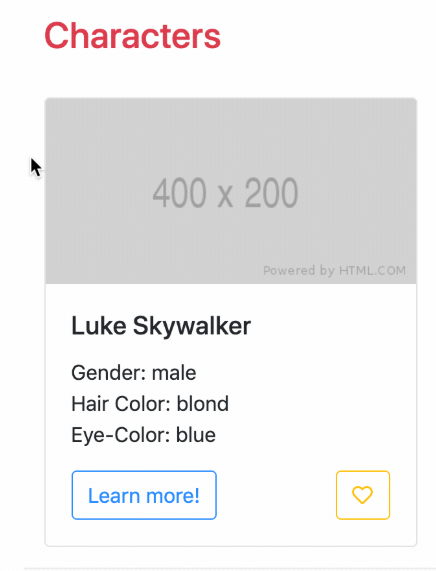 Characters
400 x 200
Powered by HTML.COM
Luke Skywalker
Gender: male
Hair Color: blond
Eye-Color: blue
Learn more!